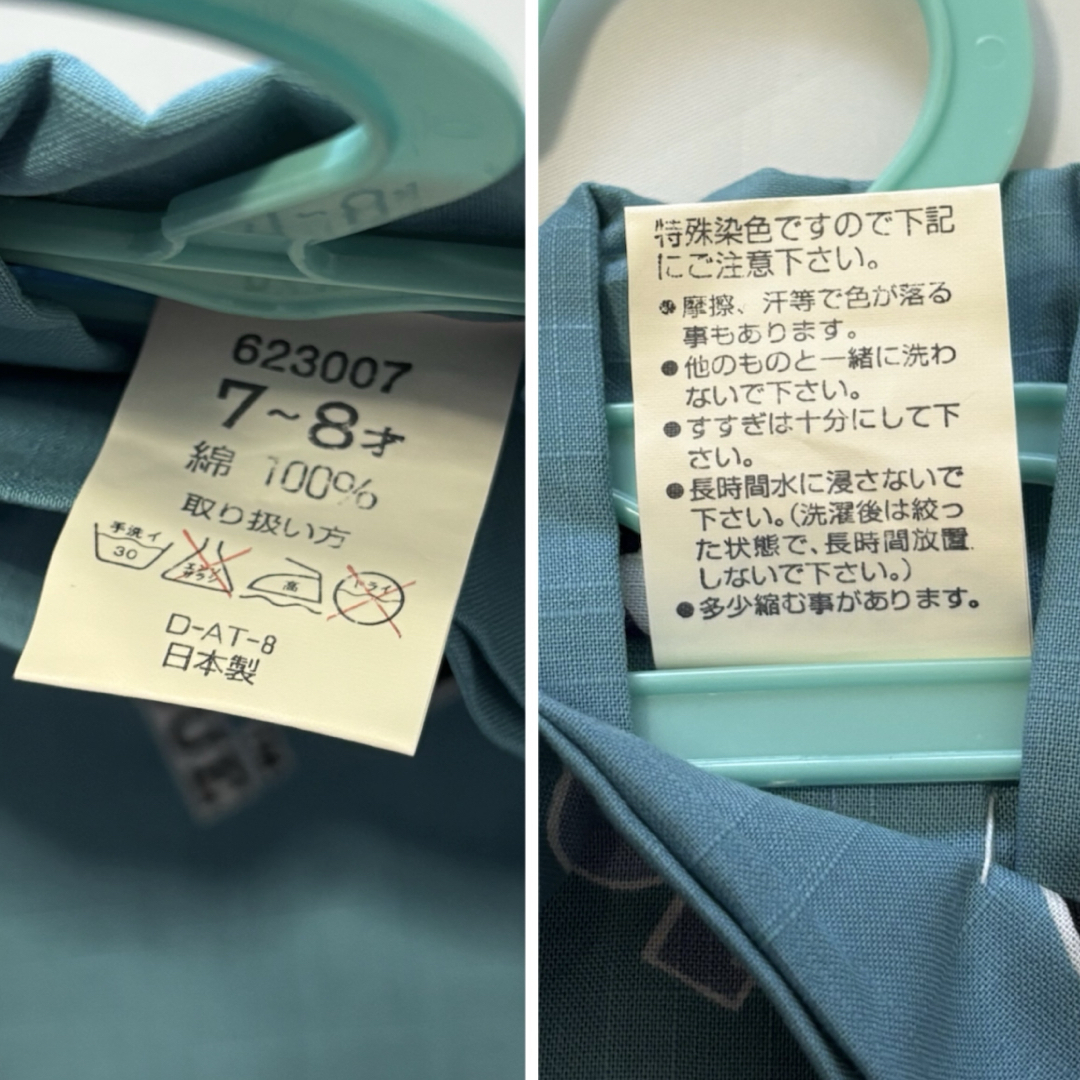 623007
7~8才
綿 100%
取り扱い方
手洗イ
30
エンソサラシ
高
ドライ
D-AT-8
日本製
特殊染色ですので下記
にご注意下さい。
●摩擦、汗等で色が落る
事もあります。
●他のものと一緒に洗わ
ないで下さい。
●すすぎは十分にして下
さい。
●長時間水に浸さないで
下さい。(洗濯後は絞っ
た状態で、長時間放置
しないで下さい。)
●多少縮む事があります。